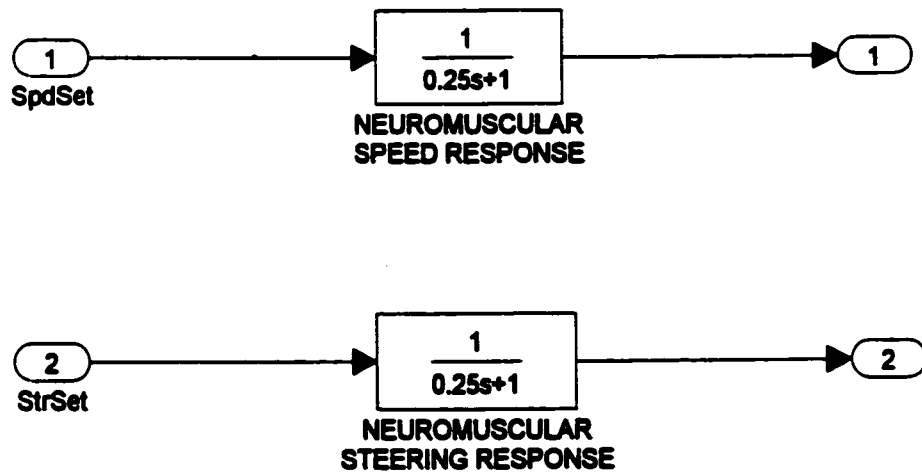 1
SpdSet
1
0.25s+1
NEUROMUSCULAR
SPEED RESPONSE
1
2
StrSet
1
0.25s+1
NEUROMUSCULAR
STEERING RESPONSE
2